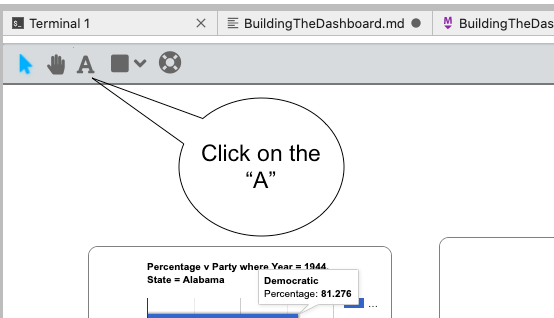 Terminal 1
BuildingTheDashboard.md
BuildingTheDas
A
Click on the
“A”
Percentage v Party where Year = 1944,
State = Alabama
Democratic
Percentage: 81.276
...